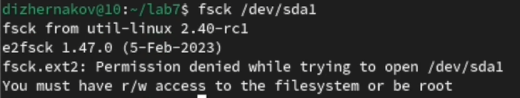 dizhernakov@10:~/lab7$ fsck /dev/sda1
fsck from util-linux 2.40-rc1
e2fsck 1.47.0 (5-Feb-2023)
fsck.ext2: Permission denied while trying to open /dev/sda1
You must have r/w access to the filesystem or be root